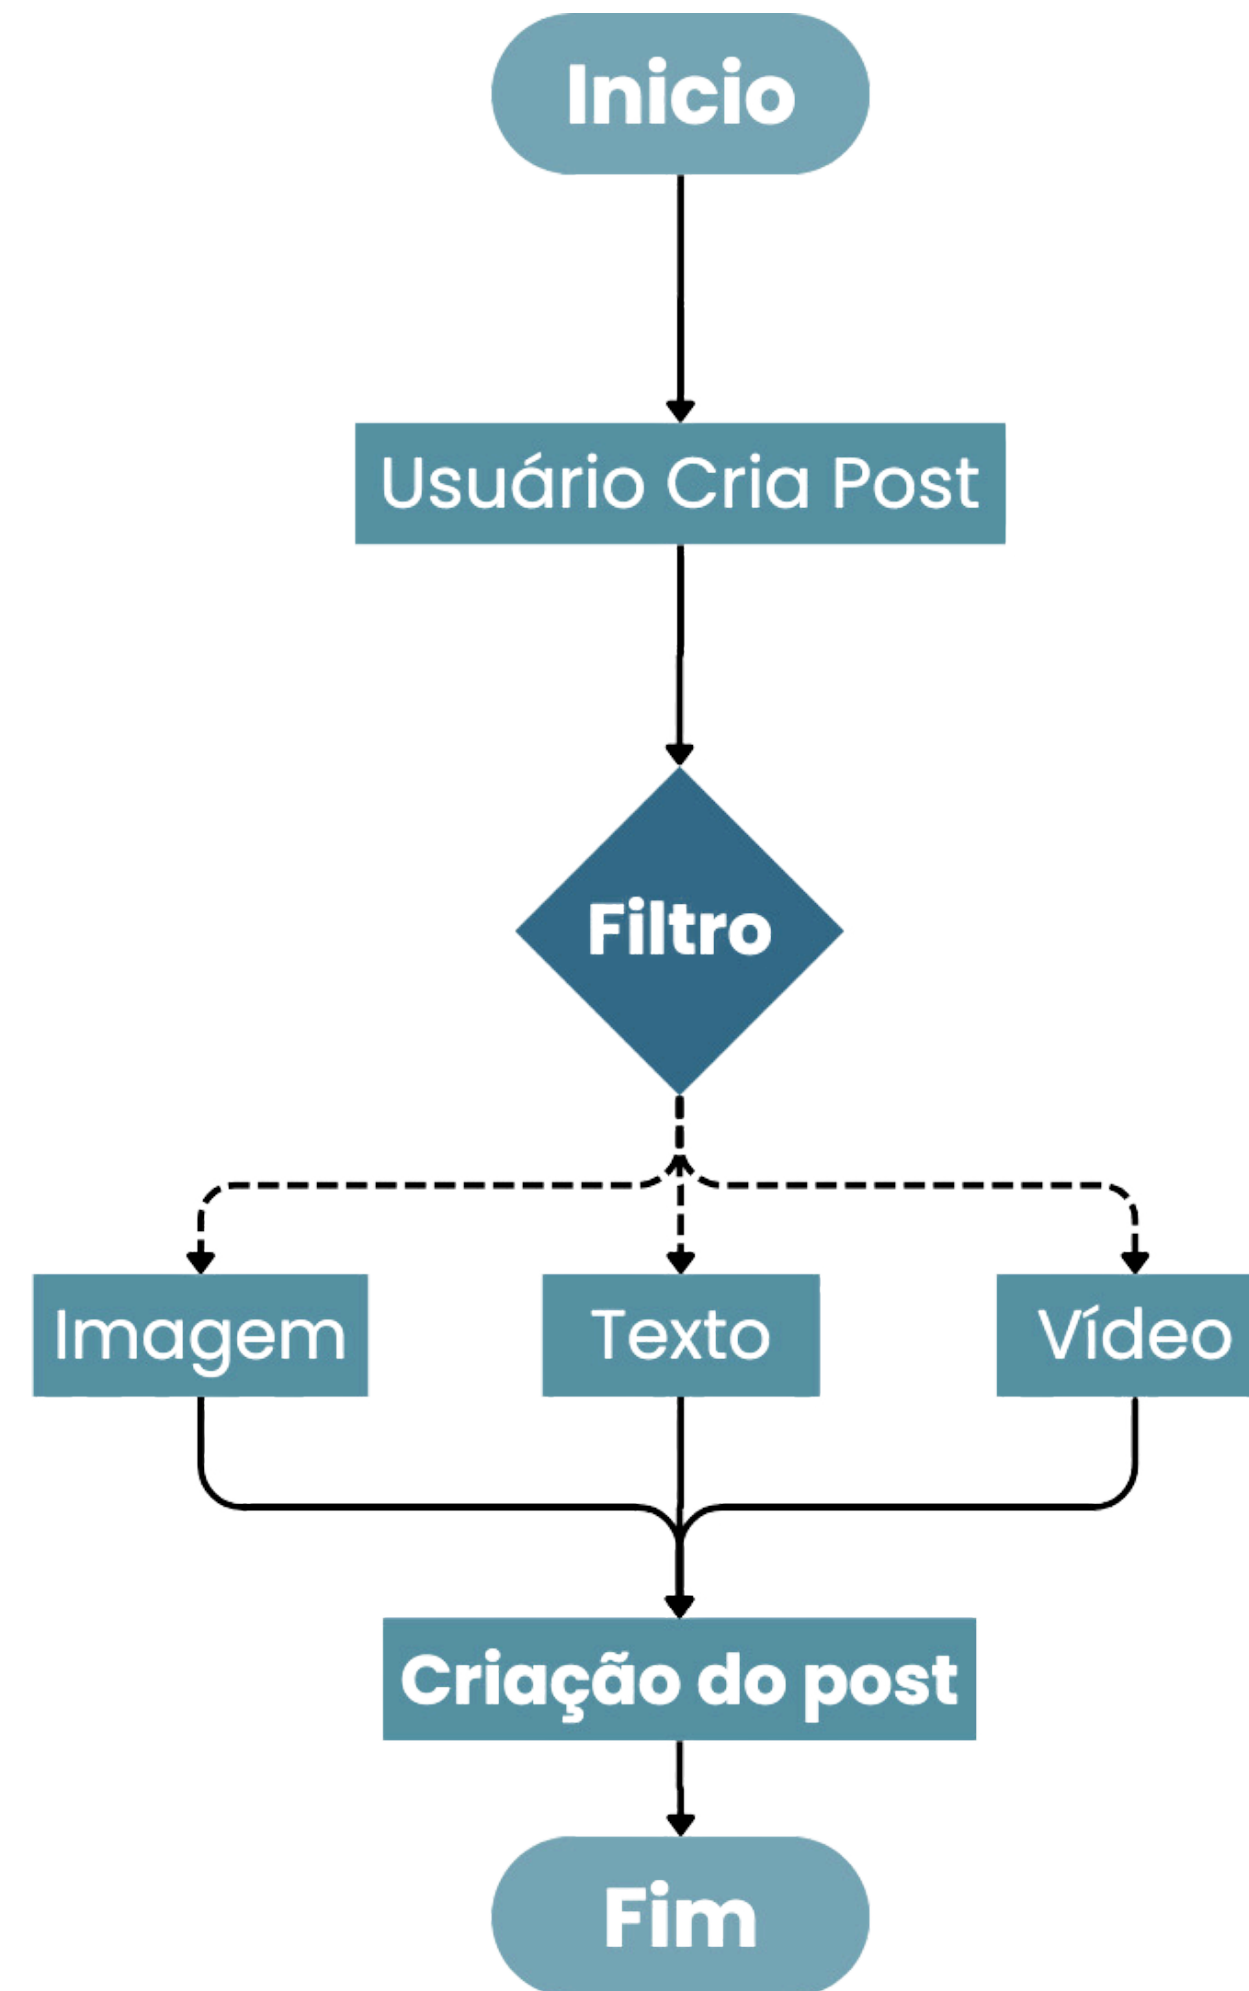 Inicio
Usuário Cria Post
Filtro
Imagem
Texto
Vídeo
Criação do post
Fim